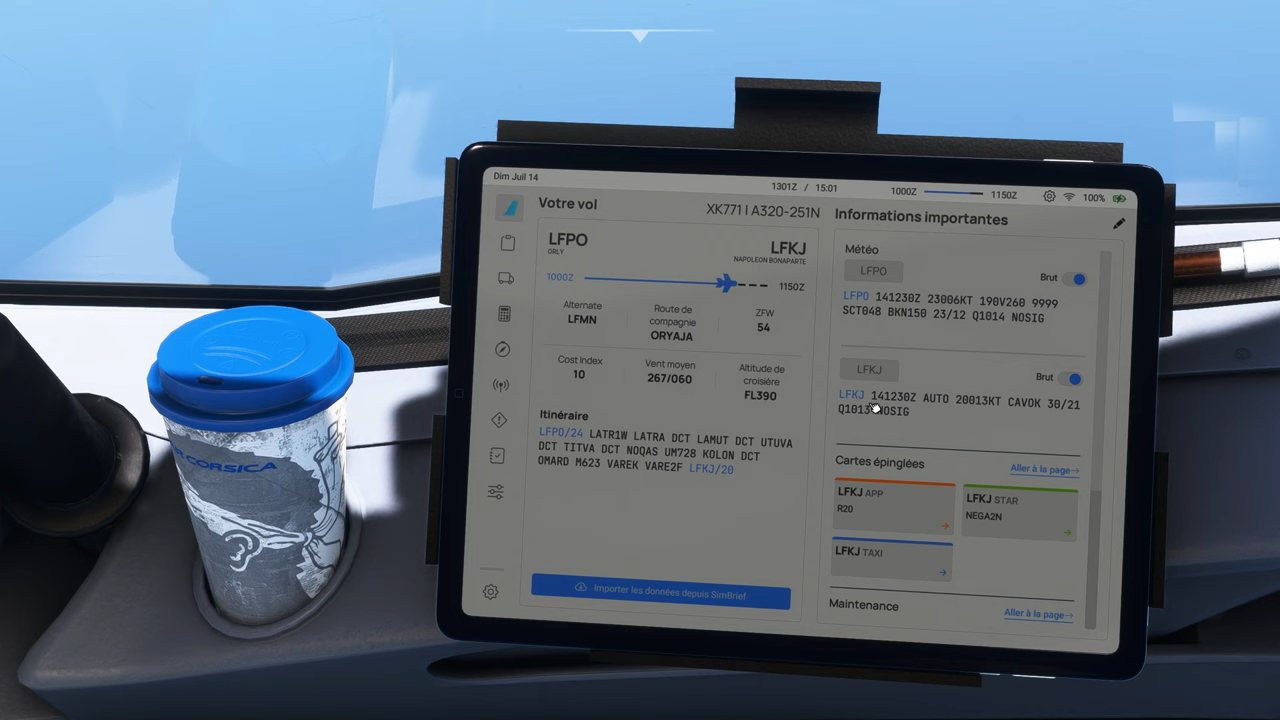 Dim Juil 14
1301Z / 15:01
1000Z
1150Z
100%
Votre vol
XK771 | A320-251N
LFPO
ORLY
LFKJ
NAPOLEON BONAPARTE
1000Z
1150Z
Alternate
LFMN
Route de
compagnie
ORYAJA
ZFW
54
Cost Index
10
Vent moyen
267/060
Altitude de
croisière
FL390
Itinéraire
LFPO/24 LATR1W LATRA DCT LAMUT DCT UTUVA
DCT TITVA DCT NOQAS UM728 KOLON DCT
OMARD M623 VAREK VARE2F LFKJ/20
Importer les données depuis SimBrief
Informations importantes
Météo
LFPO
Brut
LFPO 141230Z 23006KT 190V260 9999
SCT048 BKN150 23/12 Q1014 NOSIG
LFKJ
Brut
LFKJ 141230Z AUTO 20013KT CAVOK 30/21
Q1013 NOSIG
Cartes épinglées
Aller à la page→
LFKJ APP
R20
LFKJ STAR
NEGA2N
LFKJ TAXI
Maintenance
Aller à la page→
CORSICA